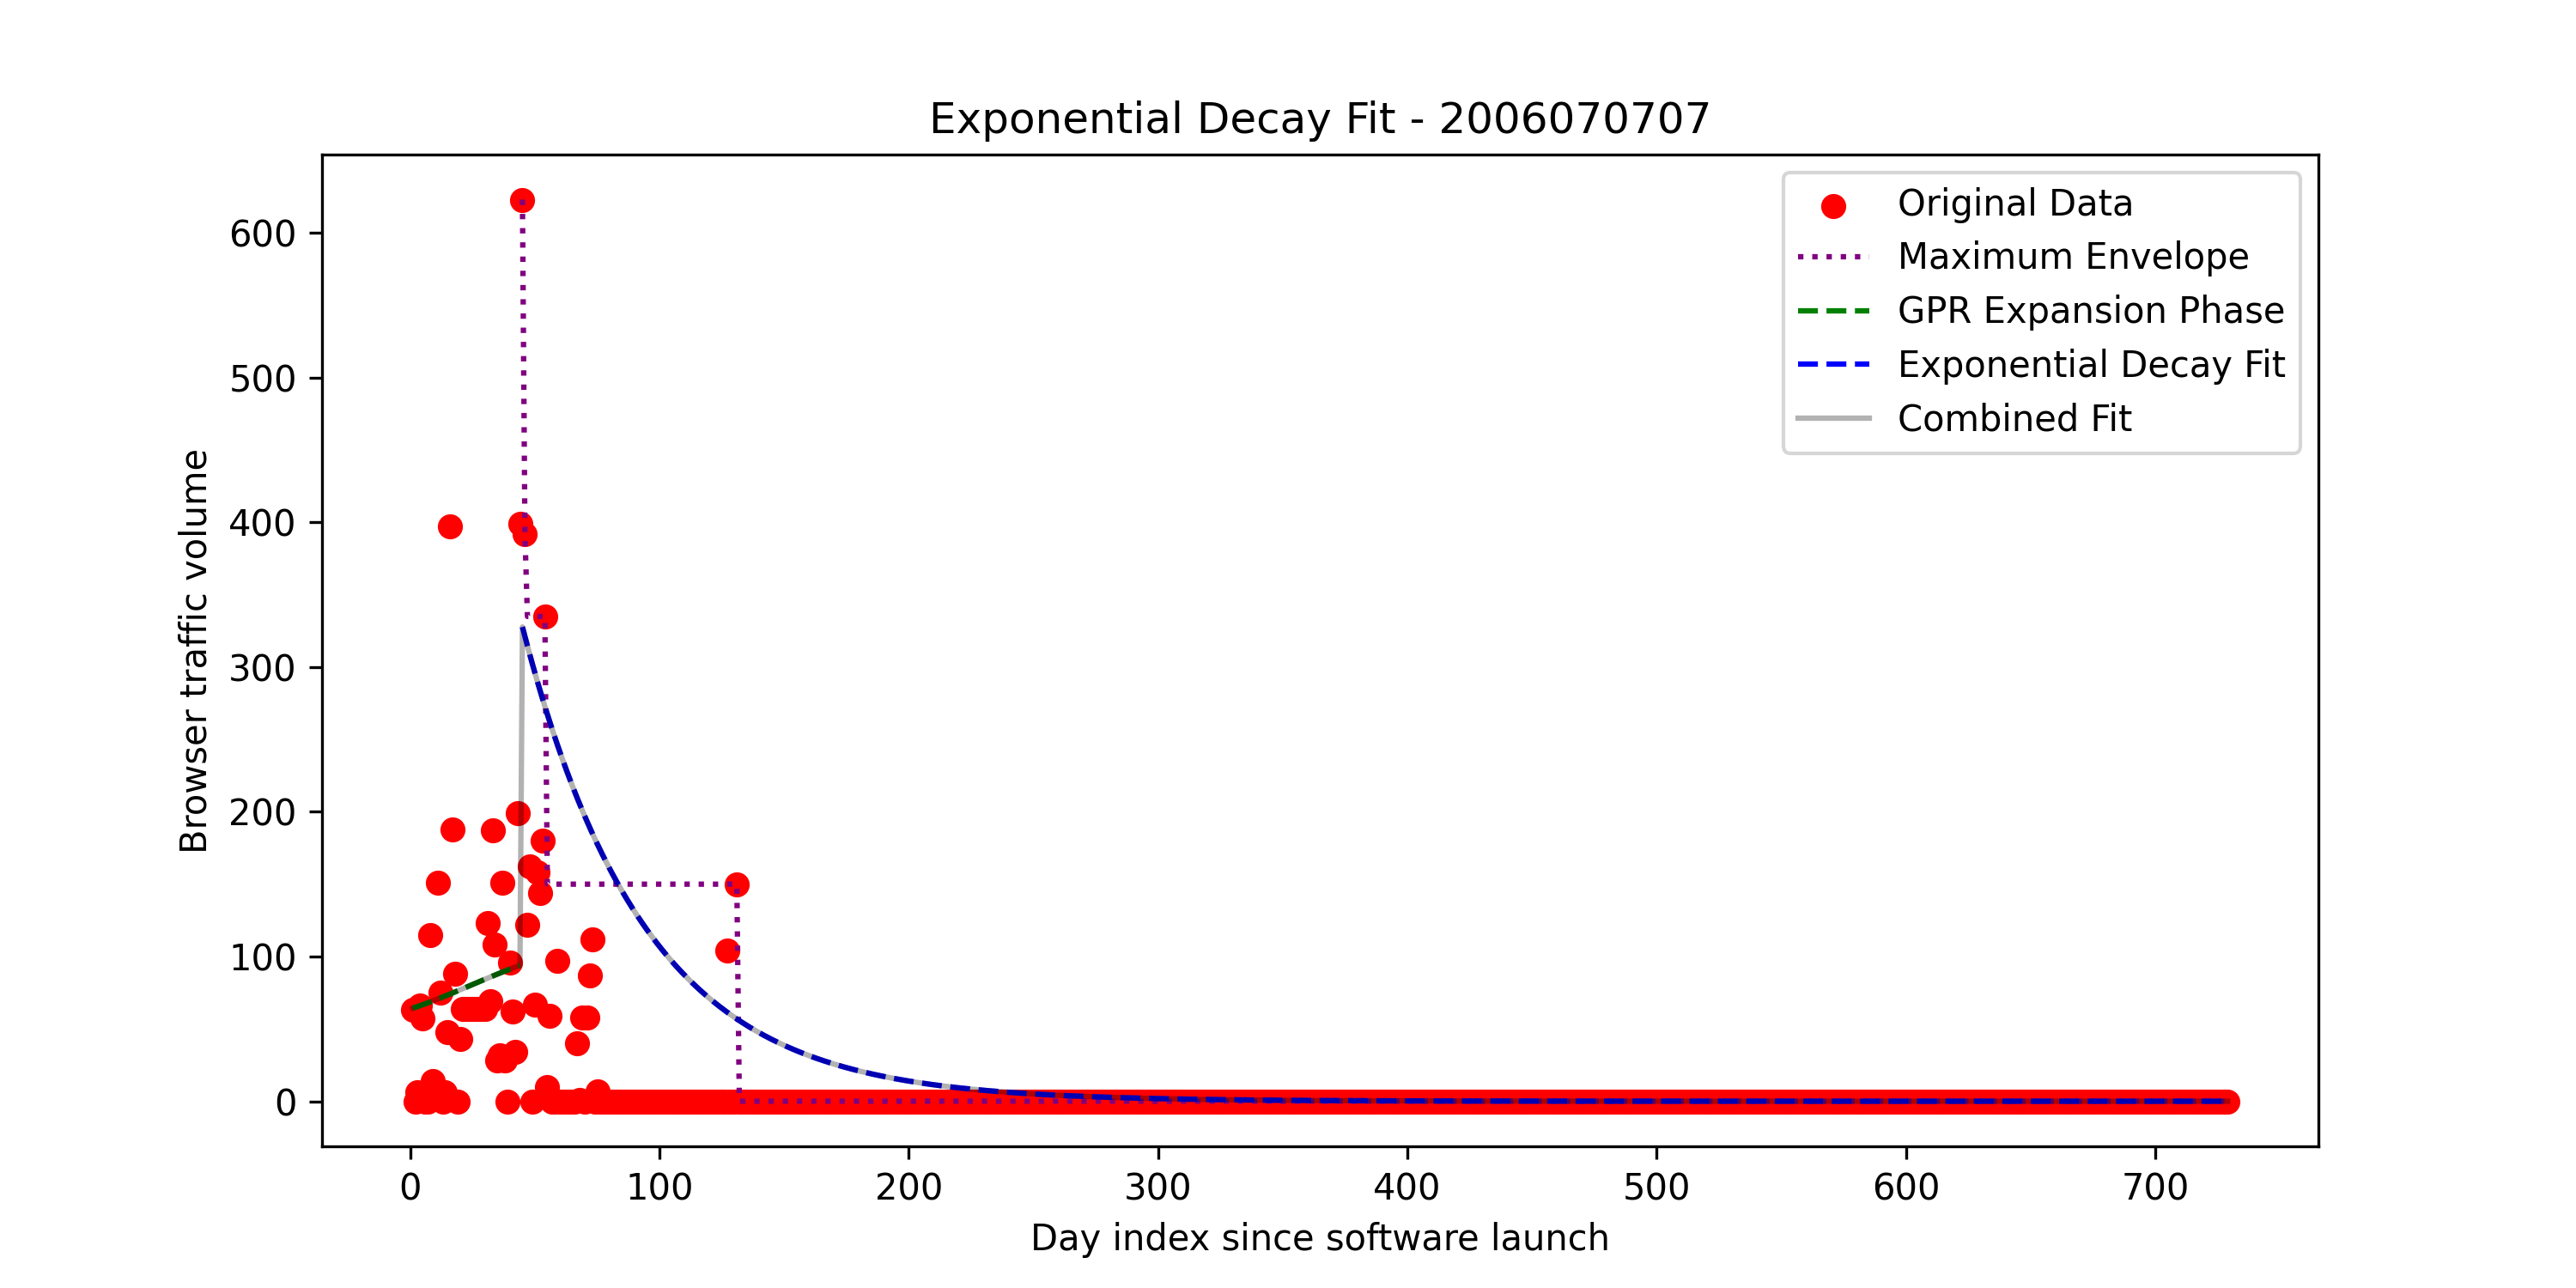 Exponential Decay Fit - 2006070707
Original Data
Maximum Envelope
GPR Expansion Phase
Exponential Decay Fit
Combined Fit
Browser traffic volume
600
500
400
300
200
100
0
0 100 200 300 400 500 600 700
Day index since software launch